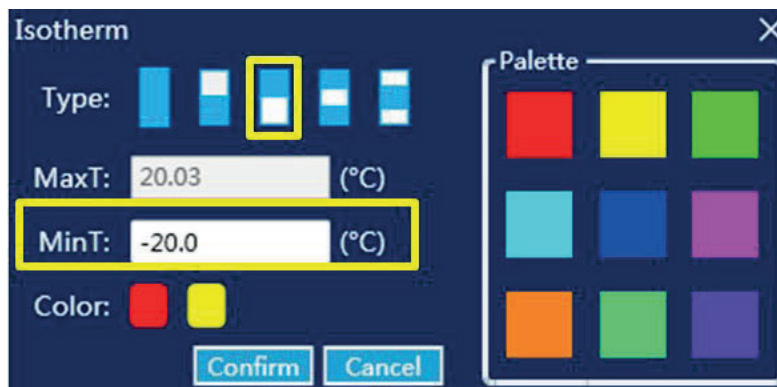 Isotherm
Type:
MaxT: 20.03 (°C)
MinT: -20.0 (°C)
Color:
Confirm Cancel
Palette